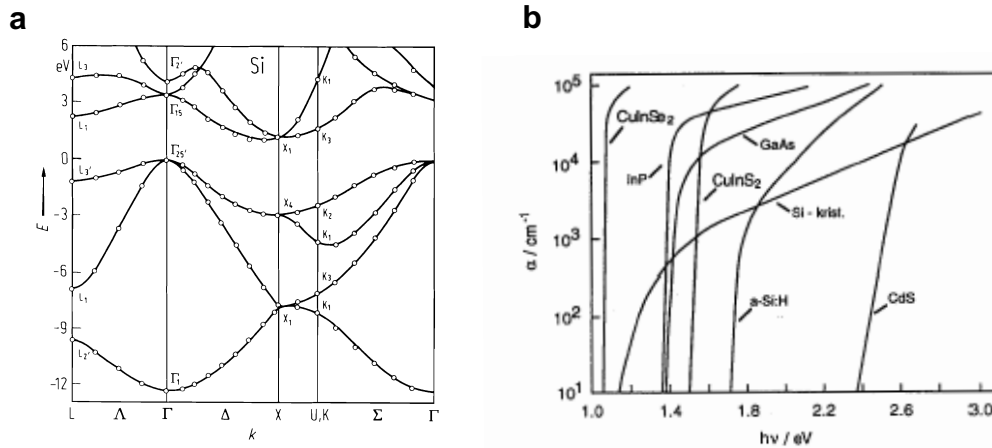 a
b
6
eV
3
0
-3
-6
-9
-12
E
Si
L3
L1
L3'
L1
L2'
Γ2'
Γ15
Γ25'
Γ1
X1
X4
X1
K1
K3
K2
K1
K3
K1
L Λ Γ Δ X U,K Σ Γ
k
10^5
10^4
10^3
10^2
10^1
α / cm^-1
CuInSe2
InP
GaAs
CuInS2
Si - krist.
a-Si:H
CdS
1.0 1.4 1.8 2.2 2.6 3.0
hν / eV